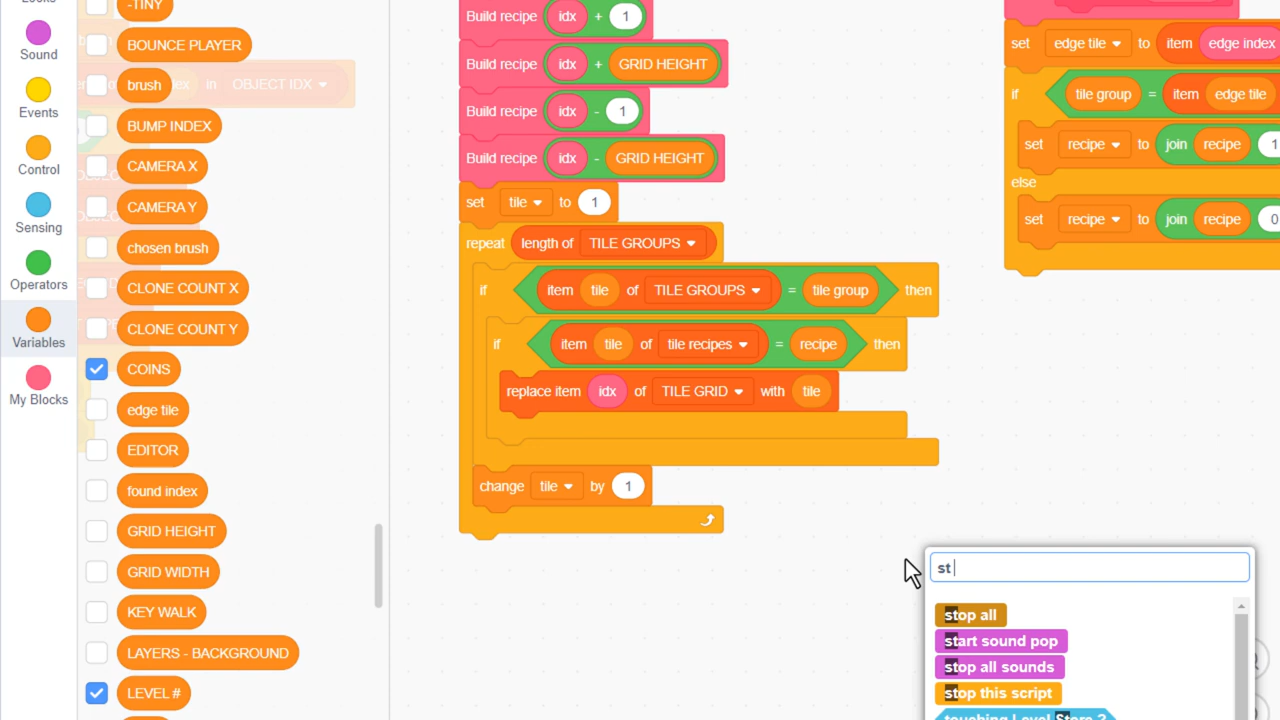 Sound
Events
Control
Sensing
Operators
Variables
My Blocks
-TINY
BOUNCE PLAYER
brush
BUMP INDEX
CAMERA X
CAMERA Y
chosen brush
CLONE COUNT X
CLONE COUNT Y
COINS
edge tile
EDITOR
found index
GRID HEIGHT
GRID WIDTH
KEY WALK
LAYERS - BACKGROUND
LEVEL #
in OBJECT IDX
Build recipe idx + 1
Build recipe idx + GRID HEIGHT
Build recipe idx - 1
Build recipe idx - GRID HEIGHT
set tile to 1
repeat length of TILE GROUPS
if item tile of TILE GROUPS = tile group then
if item tile of tile recipes = recipe then
replace item idx of TILE GRID with tile
change tile by 1
set edge tile to item edge index
if tile group = item edge tile
set recipe to join recipe 1
else
set recipe to join recipe 0
st
stop all
start sound pop
stop all sounds
stop this script
touching Level Store ?